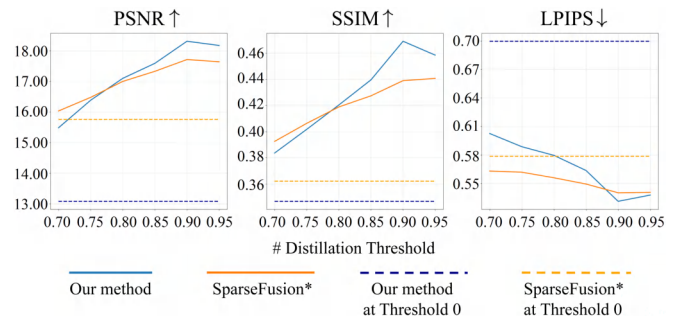 PSNR↑ SSIM↑ LPIPS↓
18.00
17.00
16.00
15.00
14.00
13.00
0.70 0.75 0.80 0.85 0.90 0.95
0.46
0.44
0.42
0.40
0.38
0.36
0.70 0.75 0.80 0.85 0.90 0.95
0.70
0.67
0.64
0.61
0.58
0.55
0.70 0.75 0.80 0.85 0.90 0.95
# Distillation Threshold
Our method
SparseFusion*
Our method
at Threshold 0
SparseFusion*
at Threshold 0